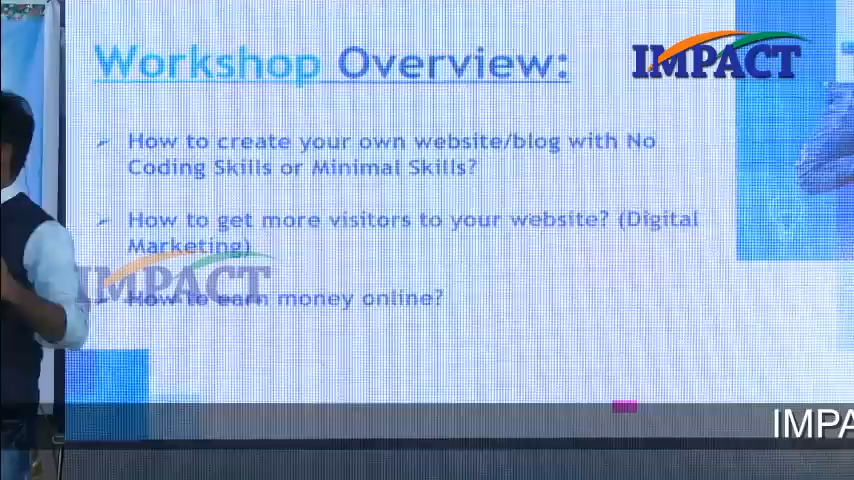 Workshop Overview:
IMPACT
How to create your own website/blog with No
Coding Skills or Minimal Skills?
How to get more visitors to your website? (Digital
Marketing)
IMPACT
How to earn money online?
IMPA